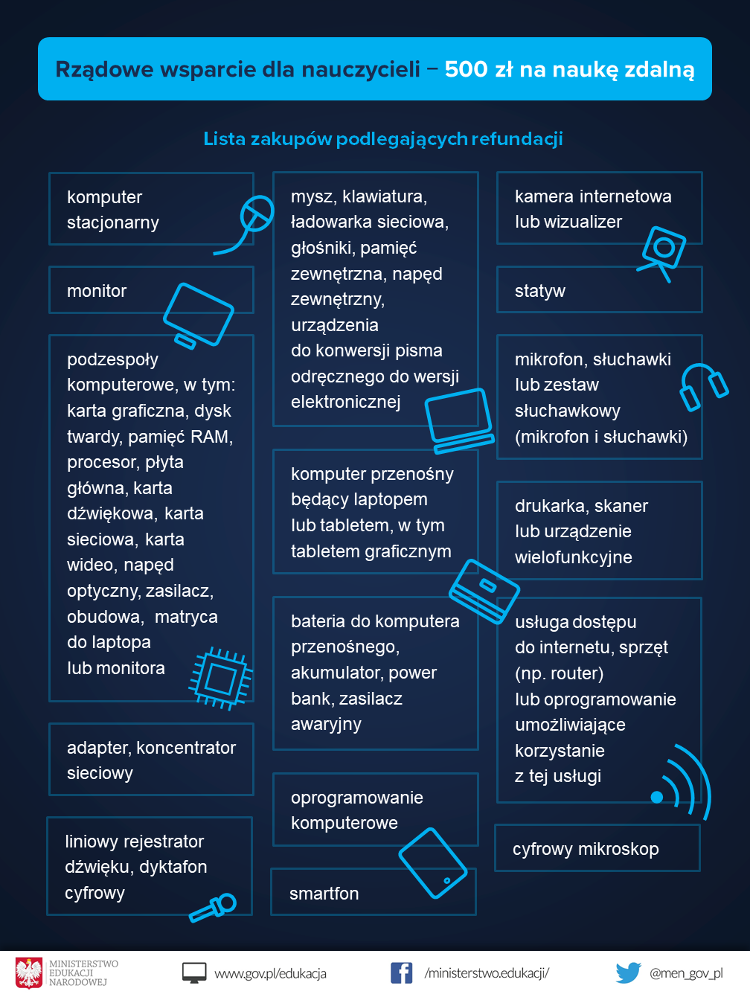 Rządowe wsparcie dla nauczycieli – 500 zł na naukę zdalną
Lista zakupów podlegających refundacji
komputer
stacjonarny
monitor
podzespoły
komputerowe, w tym:
karta graficzna, dysk
twardy, pamięć RAM,
procesor, płyta
główna, karta
dźwiękowa, karta
sieciowa, karta
wideo, napęd
optyczny, zasilacz,
obudowa, matryca
do laptopa
lub monitora
adapter, koncentrator
sieciowy
liniowy rejestrator
dźwięku, dyktafon
cyfrowy
mysz, klawiatura,
ładowarka sieciowa,
głośniki, pamięć
zewnętrzna, napęd
zewnętrzny,
urządzenia
do konwersji pisma
odręcznego do wersji
elektronicznej
komputer przenośny
będący laptopem
lub tabletem, w tym
tabletem graficznym
bateria do komputera
przenośnego,
akumulator, power
bank, zasilacz
awaryjny
oprogramowanie
komputerowe
smartfon
kamera internetowa
lub wizualizer
statyw
mikrofon, słuchawki
lub zestaw
słuchawkowy
(mikrofon i słuchawki)
drukarka, skaner
lub urządzenie
wielofunkcyjne
usługa dostępu
do internetu, sprzęt
(np. router)
lub oprogramowanie
umożliwiające
korzystanie
z tej usługi
cyfrowy mikroskop
MINISTERSTWO
EDUKACJI
NARODOWEJ
www.gov.pl/edukacja
/ministerstwo.edukacji/
@men_gov_pl